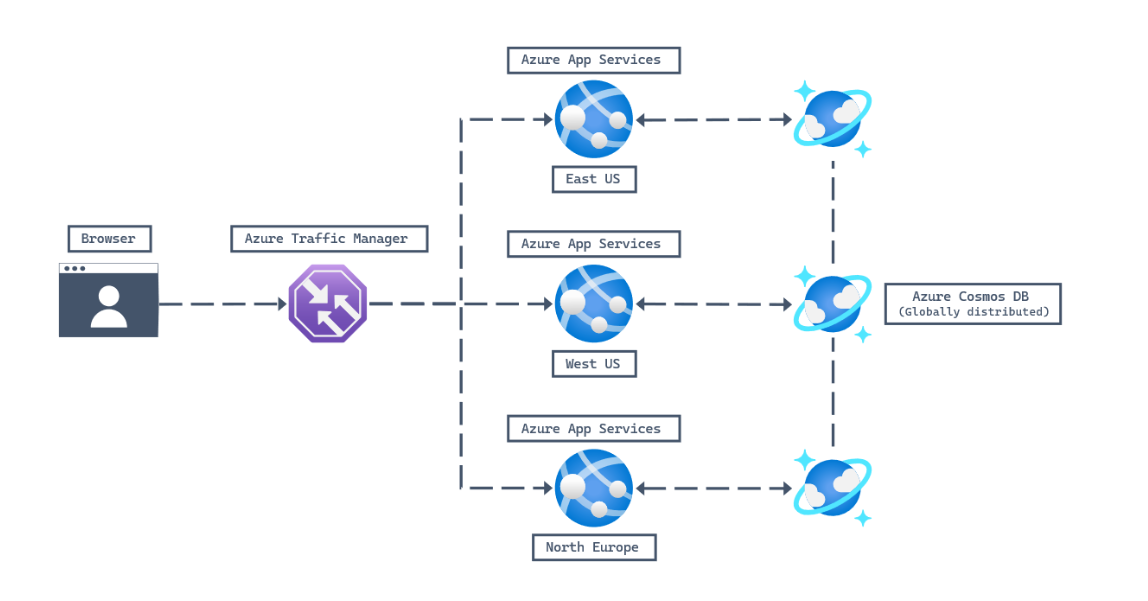 Azure App Services
East US
Browser
Azure Traffic Manager
Azure App Services
West US
Azure Cosmos DB
(Globally distributed)
Azure App Services
North Europe